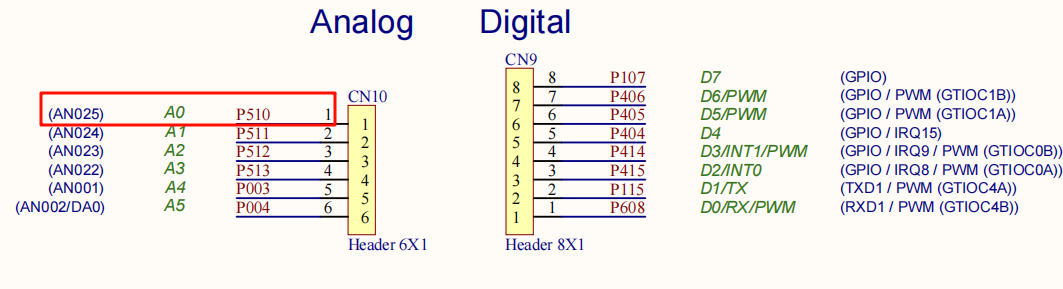 Analog Digital
CN10
(AN025) A0 P510 1 1
(AN024) A1 P511 2 2
(AN023) A2 P512 3 3
(AN022) A3 P513 4 4
(AN001) A4 P003 5 5
(AN002/DA0) A5 P004 6 6
Header 6X1
CN9
8 8 P107 D7 (GPIO)
7 7 P406 D6/PWM (GPIO / PWM (GTIOC1B))
6 6 P405 D5/PWM (GPIO / PWM (GTIOC1A))
5 5 P404 D4 (GPIO / IRQ15)
4 4 P414 D3/INT1/PWM (GPIO / IRQ9 / PWM (GTIOC0B))
3 3 P415 D2/INT0 (GPIO / IRQ8 / PWM (GTIOC0A))
2 2 P115 D1/TX (TXD1 / PWM (GTIOC4A))
1 1 P608 D0/RX/PWM (RXD1 / PWM (GTIOC4B))
Header 8X1